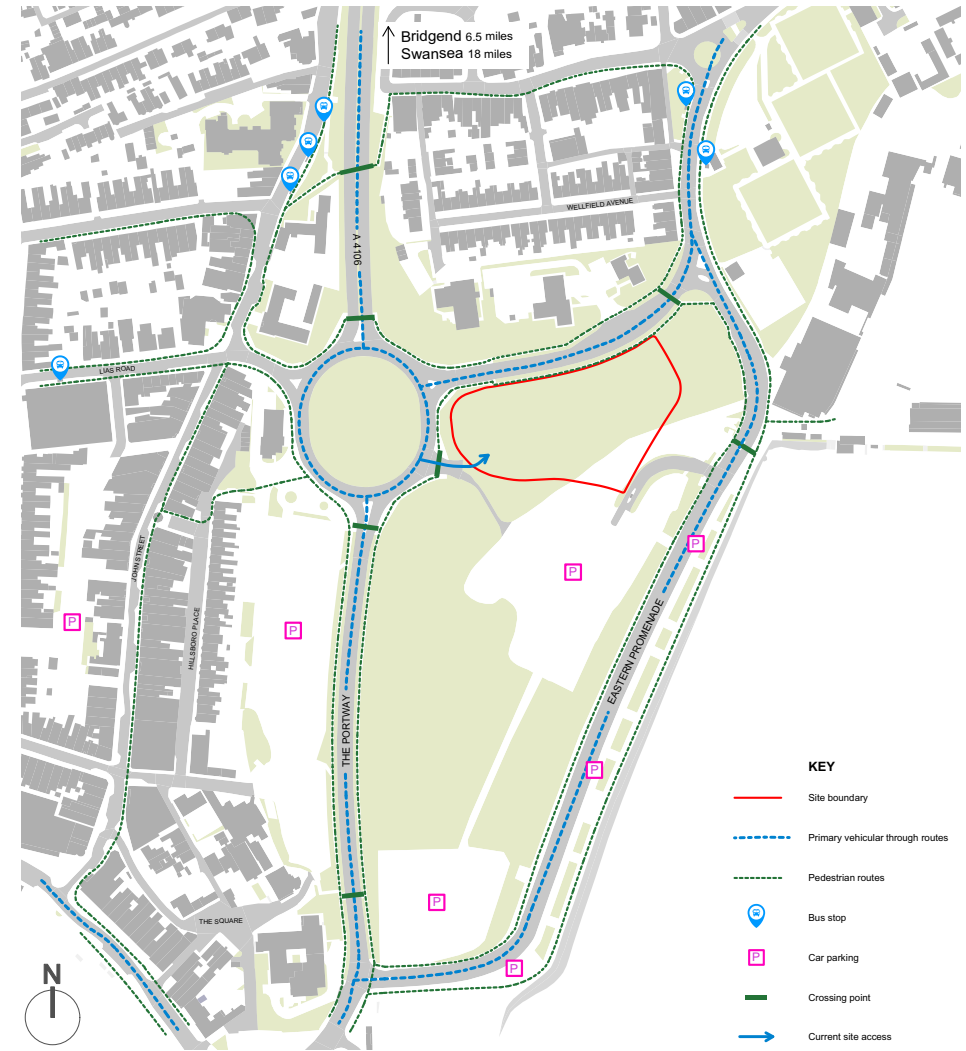 Bridgend 6.5 miles
Swansea 18 miles
WELLFIELD AVENUE
A 4106
LIAS ROAD
JOHN STREET
HILLSBORO PLACE
P
P
P
P
EASTERN PROMENADE
THE PORTWAY
P
P
P
THE SQUARE
N
KEY
Site boundary
Primary vehicular through routes
Pedestrian routes
Bus stop
P
Car parking
Crossing point
Current site access